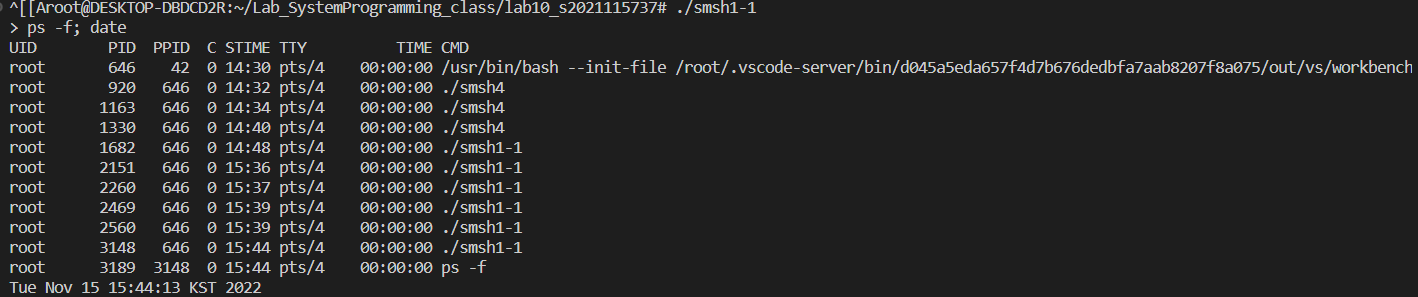 ^[[Aroot@DESKTOP-DBDCD2R:~/Lab_SystemProgramming_class/lab10_s2021115737# ./smsh1-1
> ps -f; date
UID          PID    PPID  C STIME TTY          TIME CMD
root         646      42  0 14:30 pts/4    00:00:00 /usr/bin/bash --init-file /root/.vscode-server/bin/d045a5eda657f4d7b676dedbfa7aab8207f8a075/out/vs/workbench
root         920     646  0 14:32 pts/4    00:00:00 ./smsh4
root        1163     646  0 14:34 pts/4    00:00:00 ./smsh4
root        1330     646  0 14:40 pts/4    00:00:00 ./smsh4
root        1682     646  0 14:48 pts/4    00:00:00 ./smsh1-1
root        2151     646  0 15:36 pts/4    00:00:00 ./smsh1-1
root        2260     646  0 15:37 pts/4    00:00:00 ./smsh1-1
root        2469     646  0 15:39 pts/4    00:00:00 ./smsh1-1
root        2560     646  0 15:39 pts/4    00:00:00 ./smsh1-1
root        3148     646  0 15:44 pts/4    00:00:00 ./smsh1-1
root        3189    3148  0 15:44 pts/4    00:00:00 ps -f
Tue Nov 15 15:44:13 KST 2022